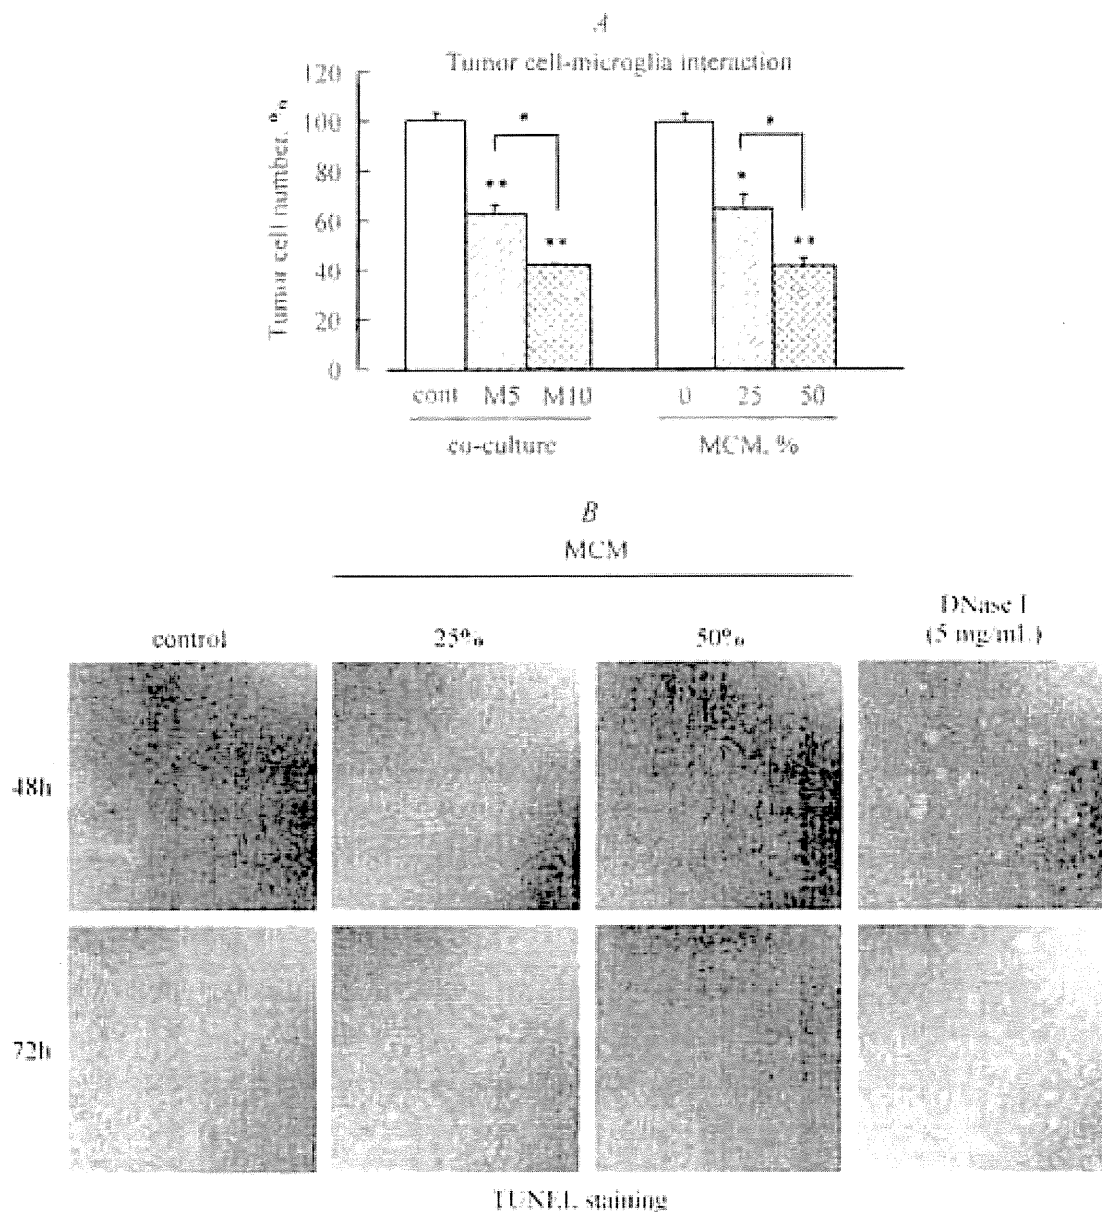 A
Tumor cell-microglia interaction
Tumor cell number, %
120
100
80
60
40
20
0
*
**
**
*
*
**
cont M5 M10 0 25 50
co-culture MCM, %
B
MCM
control 25% 50% DNase I
(5 mg/mL)
48h
72h
TUNEL staining